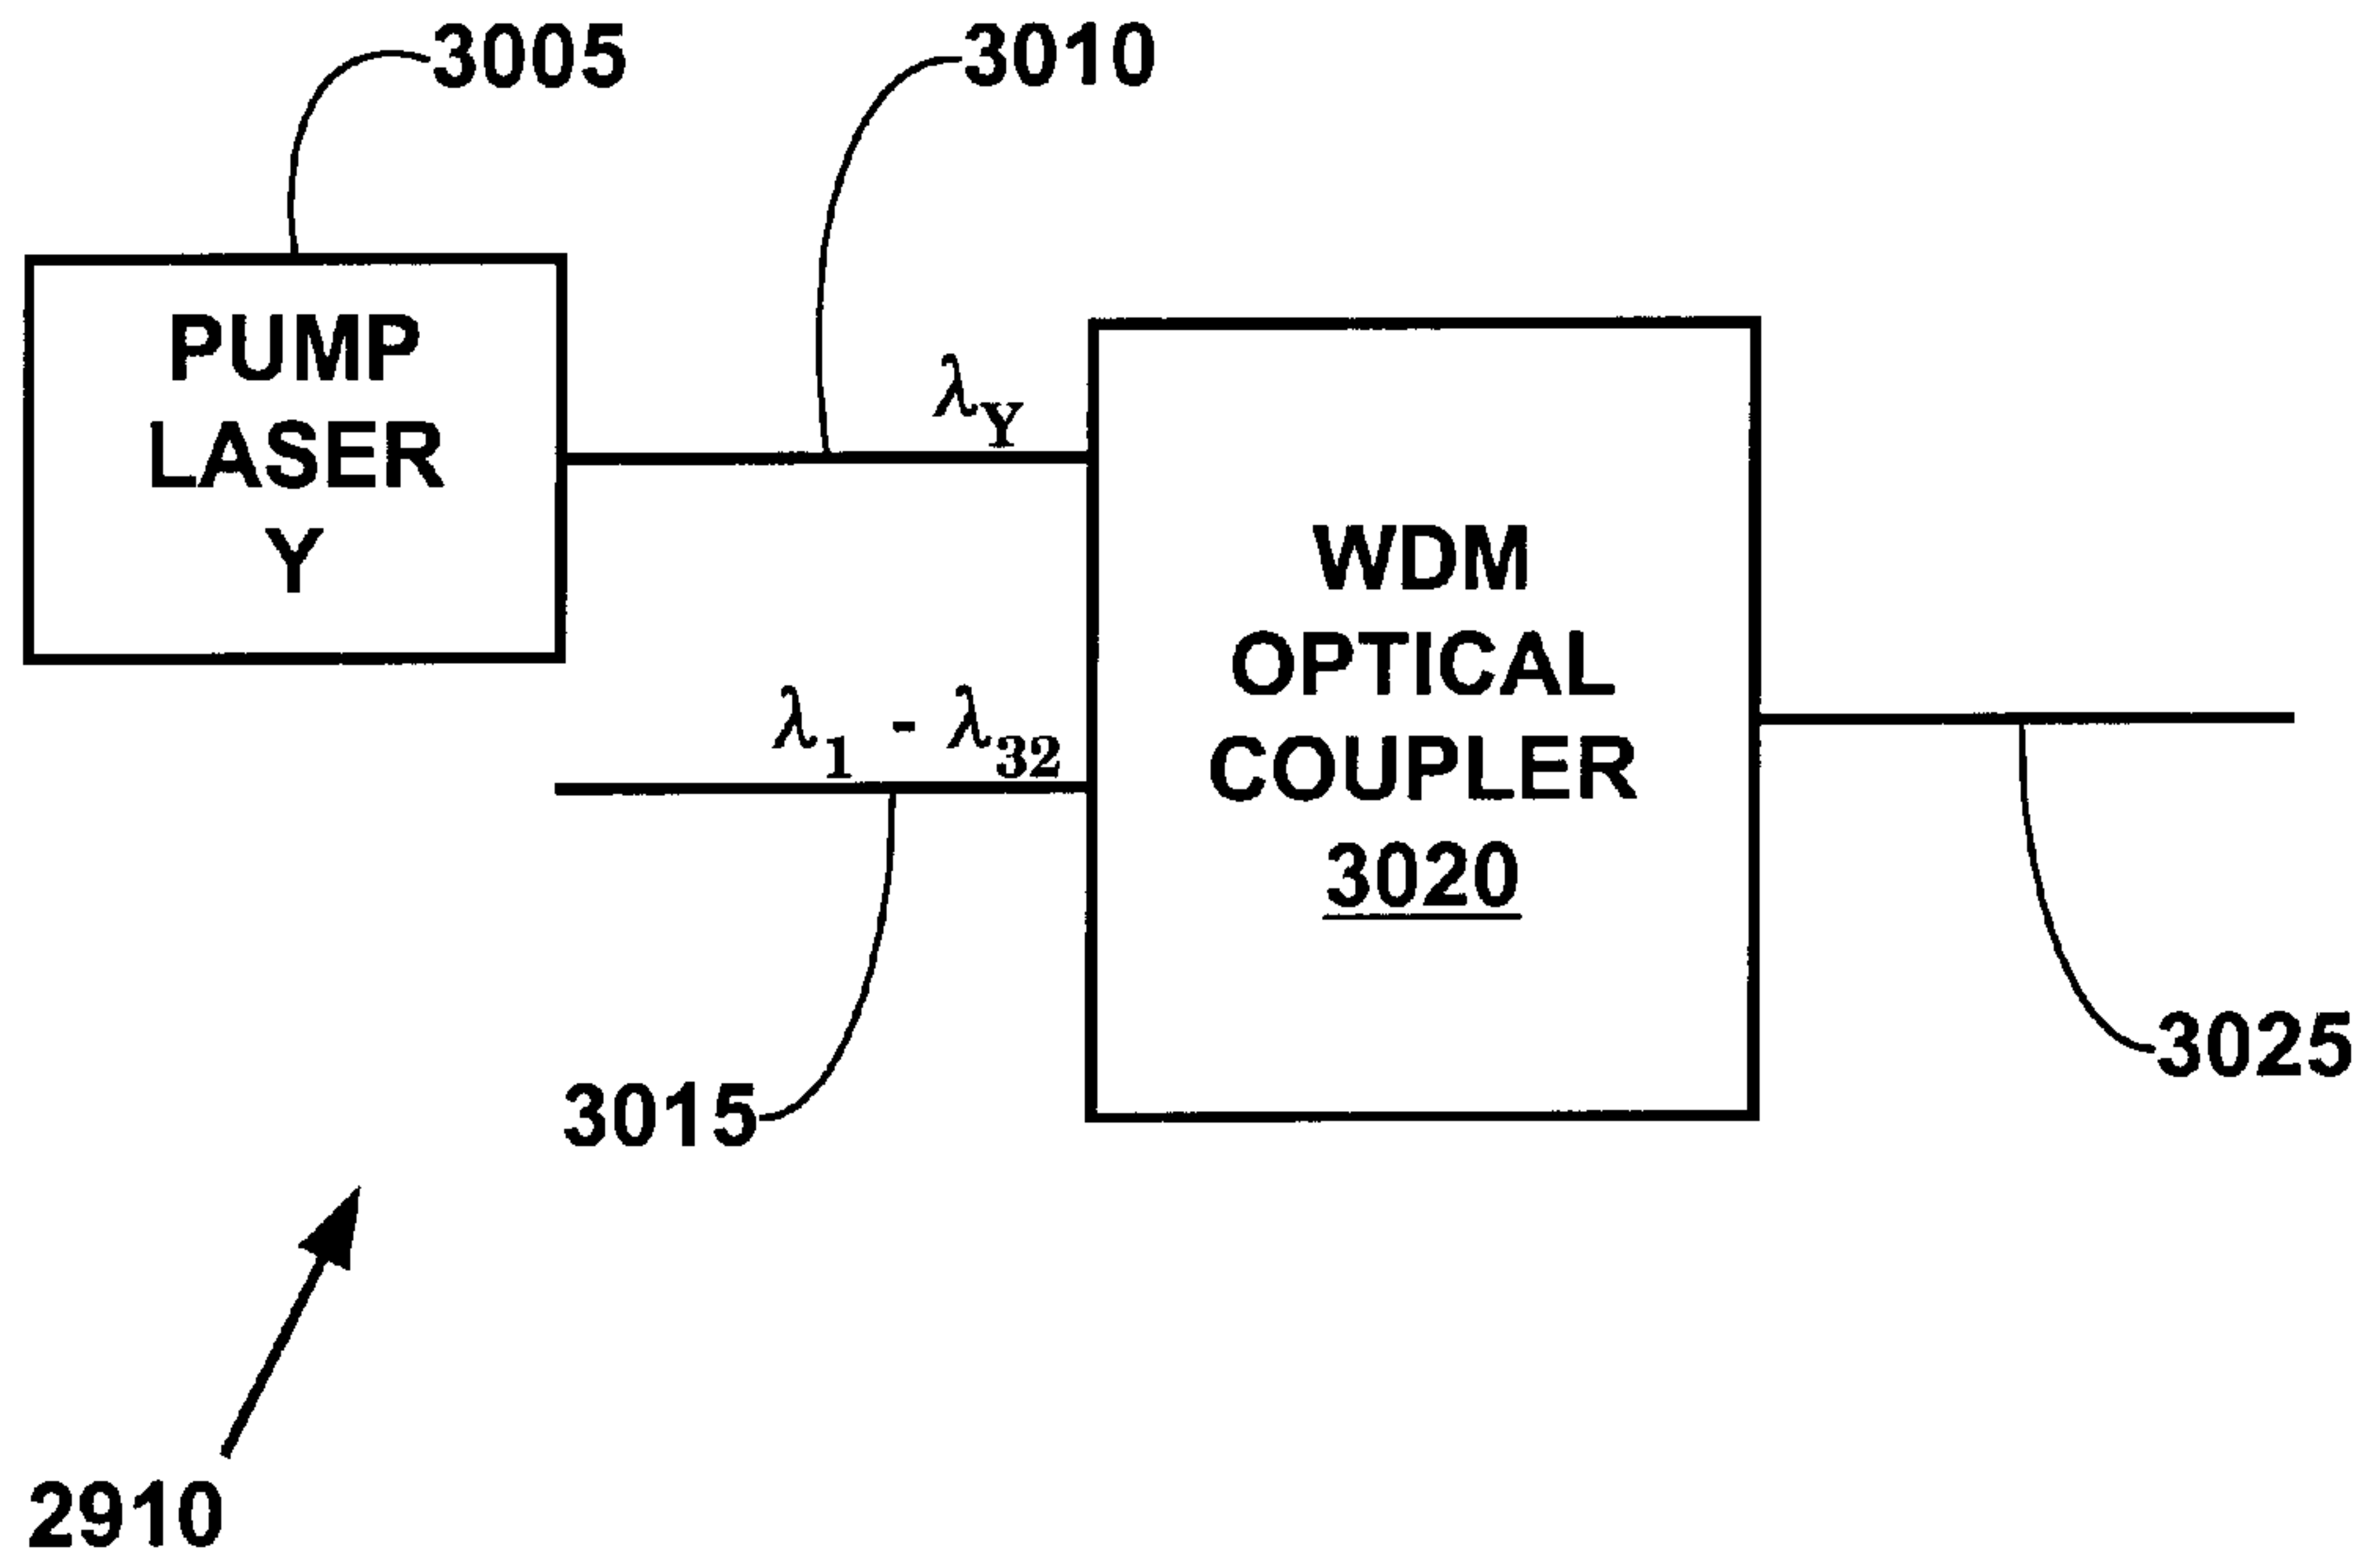 3005
3010
PUMP
LASER
Y
λY
λ1 - λ32
WDM
OPTICAL
COUPLER
3020
3015
3025
2910